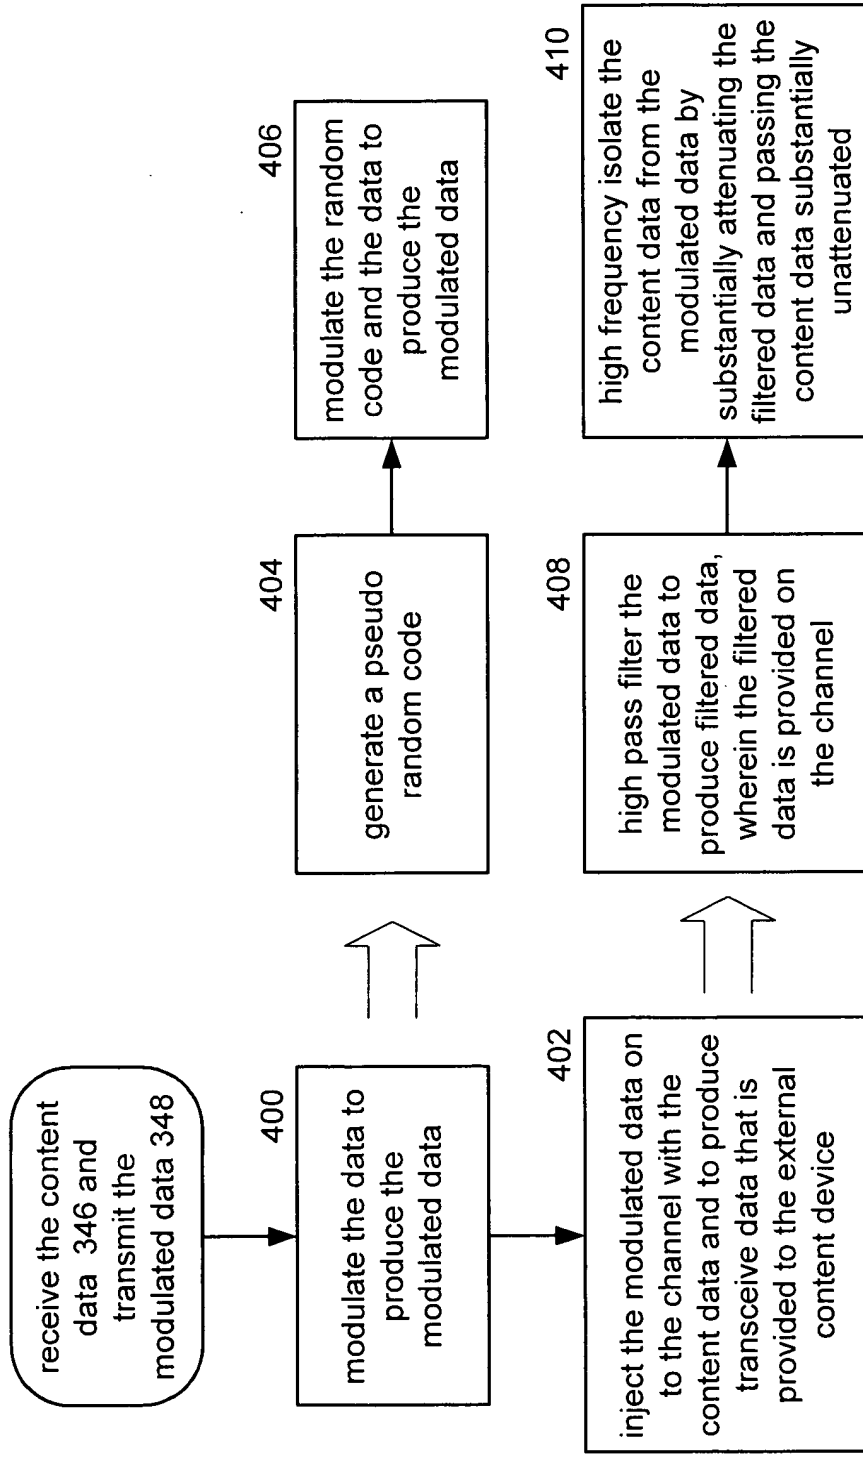 receive the content
data 346 and
transmit the
modulated data 348
400
modulate the data to
produce the
modulated data
404
generate a pseudo
random code
406
modulate the random
code and the data to
produce the
modulated data
402
inject the modulated data on
to the channel with the
content data and to produce
transceive data that is
provided to the external
content device
408
high pass filter the
modulated data to
produce filtered data,
wherein the filtered
data is provided on
the channel
410
high frequency isolate the
content data from the
modulated data by
substantially attenuating the
filtered data and passing the
content data substantially
unattenuated